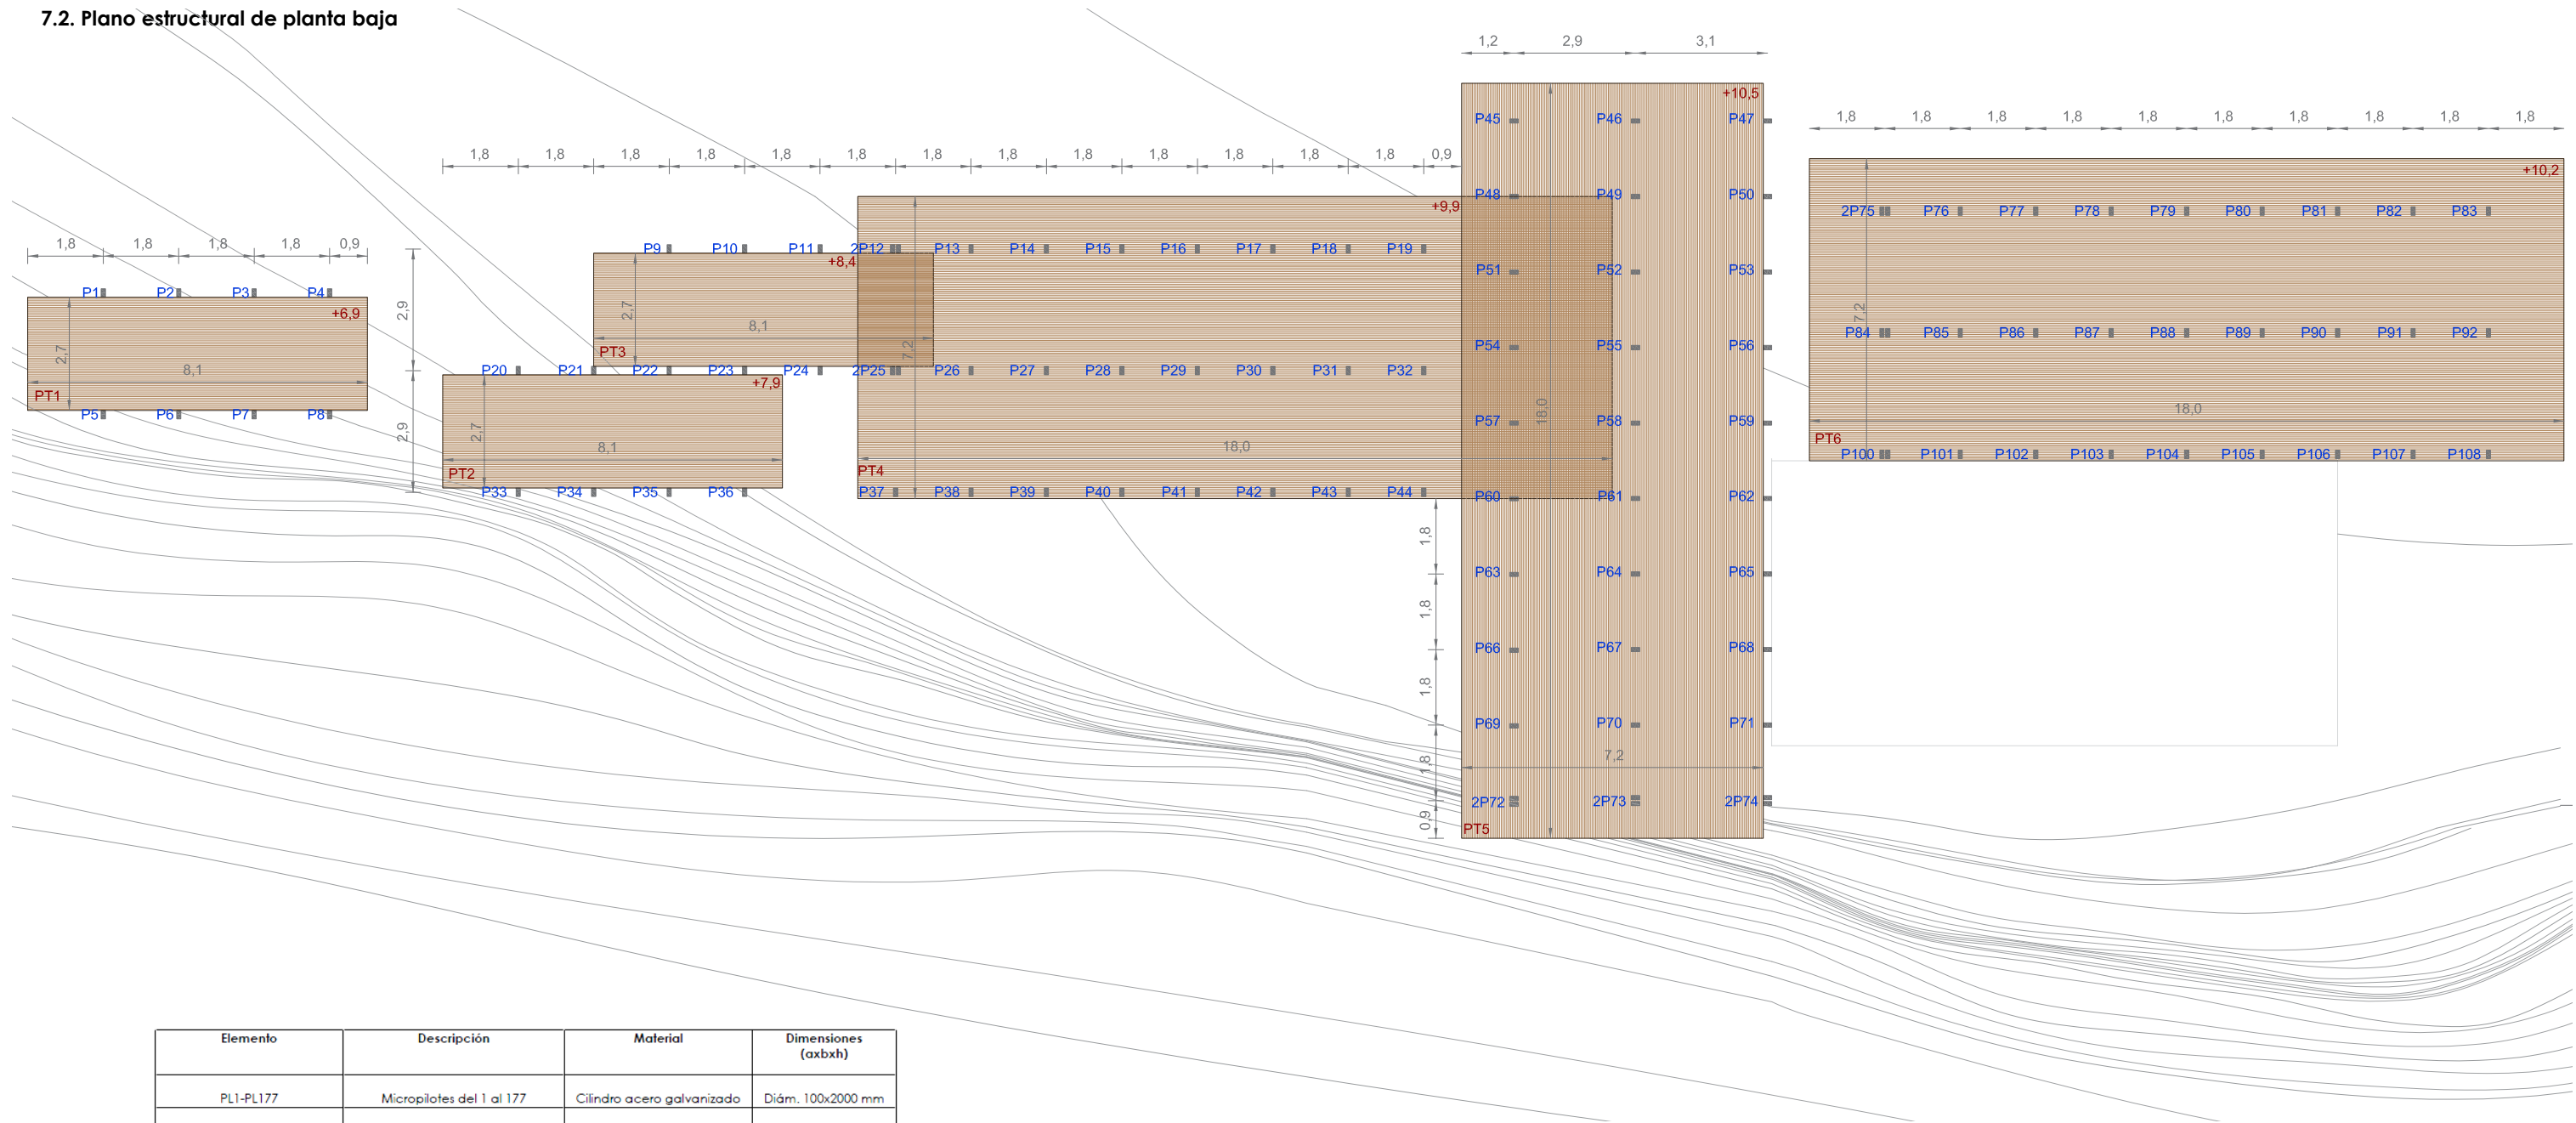 7.2. Plano estructural de planta baja
1,2 2,9 3,1
+10,5
P45 P46 P47
1,8 1,8 1,8 1,8 1,8 1,8 1,8 1,8 1,8 1,8
1,8 1,8 1,8 1,8 1,8 1,8 1,8 1,8 1,8 1,8 1,8 1,8 1,8 0,9
+10,2
P48 P49 P50
+9,9
2P75 P76 P77 P78 P79 P80 P81 P82 P83
1,8 1,8 1,8 1,8 0,9
P9 P10 P11 2P12 P13 P14 P15 P16 P17 P18 P19
+8,4
P51 P52 P53
P1 P2 P3 P4
+6,9
2,9
2,7
8,1
PT3
7,2
P54 P55 P56
7,2
P84 P85 P86 P87 P88 P89 P90 P91 P92
2,7
8,1
PT1
P20 P21 P22 P23 P24 2P25 P26 P27 P28 P29 P30 P31 P32
+7,9
P5 P6 P7 P8
2,9
2,7
8,1
PT2
18,0
PT4
P57 P58 P59
18,0
18,0
PT6
P100 P101 P102 P103 P104 P105 P106 P107 P108
P33 P34 P35 P36 P37 P38 P39 P40 P41 P42 P43 P44
P60 P61 P62
1,8
P63 P64 P65
1,8
P66 P67 P68
1,8
P69 P70 P71
7,2
1,8
2P72 2P73 2P74
0,9
PT5
Elemento Descripción Material Dimensiones
(axbxh)
PL1-PL177 Micropilotes del 1 al 177 Cilindro acero galvanizado Diám. 100x2000 mm